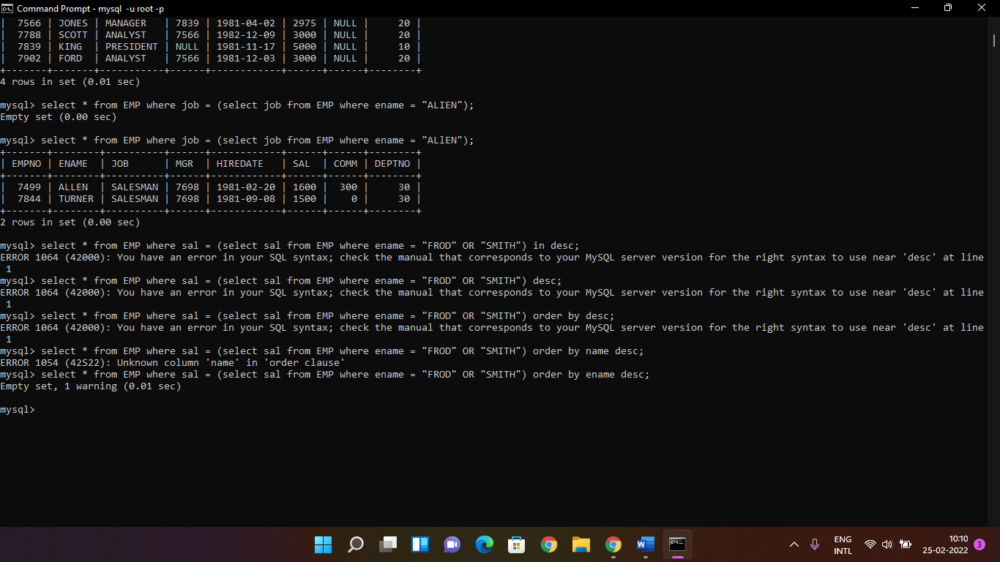 Command Prompt - mysql -u root -p
| 7566 | JONES | MANAGER | 7839 | 1981-04-02 | 2975 | NULL | 20 |
| 7788 | SCOTT | ANALYST | 7566 | 1982-12-09 | 3000 | NULL | 20 |
| 7839 | KING | PRESIDENT | NULL | 1981-11-17 | 5000 | NULL | 10 |
| 7902 | FORD | ANALYST | 7566 | 1981-12-03 | 3000 | NULL | 20 |
+-------+-------+-----------+------+------------+------+------+--------+
4 rows in set (0.01 sec)
mysql> select * from EMP where job = (select job from EMP where ename = "ALIEN");
Empty set (0.00 sec)
mysql> select * from EMP where job = (select job from EMP where ename = "AllEN");
+-------+--------+----------+------+------------+------+------+--------+
| EMPNO | ENAME | JOB | MGR | HIREDATE | SAL | COMM | DEPTNO |
+-------+--------+----------+------+------------+------+------+--------+
| 7499 | ALLEN | SALESMAN | 7698 | 1981-02-20 | 1600 | 300 | 30 |
| 7844 | TURNER | SALESMAN | 7698 | 1981-09-08 | 1500 | 0 | 30 |
+-------+--------+----------+------+------------+------+------+--------+
2 rows in set (0.00 sec)
mysql> select * from EMP where sal = (select sal from EMP where ename = "FROD" OR "SMITH") in desc;
ERROR 1064 (42000): You have an error in your SQL syntax; check the manual that corresponds to your MySQL server version for the right syntax to use near 'desc' at line
1
mysql> select * from EMP where sal = (select sal from EMP where ename = "FROD" OR "SMITH") desc;
ERROR 1064 (42000): You have an error in your SQL syntax; check the manual that corresponds to your MySQL server version for the right syntax to use near 'desc' at line
1
mysql> select * from EMP where sal = (select sal from EMP where ename = "FROD" OR "SMITH") order by desc;
ERROR 1064 (42000): You have an error in your SQL syntax; check the manual that corresponds to your MySQL server version for the right syntax to use near 'desc' at line
1
mysql> select * from EMP where sal = (select sal from EMP where ename = "FROD" OR "SMITH") order by name desc;
ERROR 1054 (42S22): Unknown column 'name' in 'order clause'
mysql> select * from EMP where sal = (select sal from EMP where ename = "FROD" OR "SMITH") order by ename desc;
Empty set, 1 warning (0.01 sec)
mysql>
ENG
INTL
10:10
25-02-2022
3